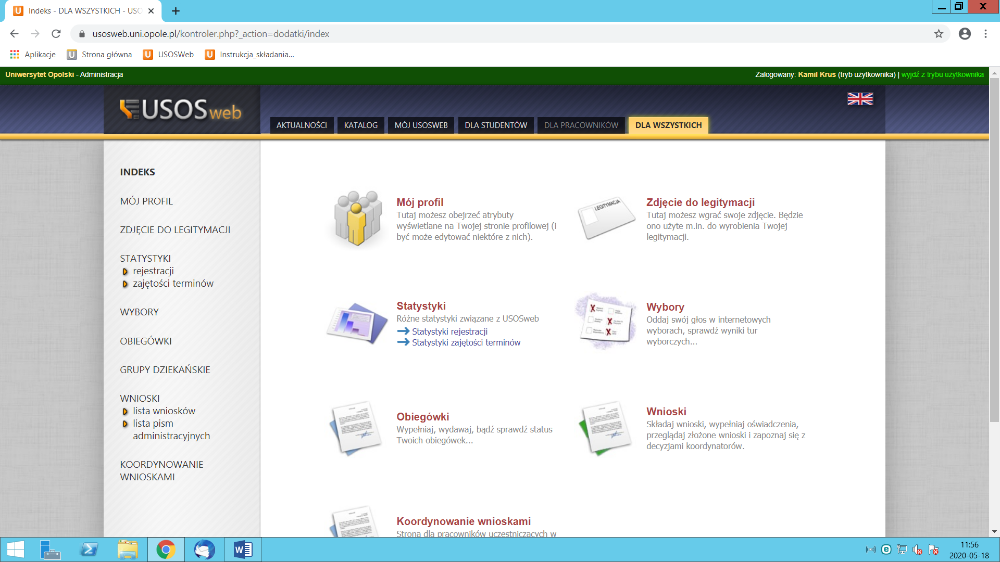 Indeks - DLA WSZYSTKICH - USO
usosweb.uni.opole.pl/kontroler.php?_action=dodatki/index
Aplikacje
Strona główna
USOSWeb
Instrukcja_składania...
Uniwersytet Opolski - Administracja
Zalogowany: Kamil Krus (tryb użytkownika) | wyjdź z trybu użytkownika
USOSweb
AKTUALNOŚCI
KATALOG
MÓJ USOSWEB
DLA STUDENTÓW
DLA PRACOWNIKÓW
DLA WSZYSTKICH
INDEKS
MÓJ PROFIL
ZDJĘCIE DO LEGITYMACJI
STATYSTYKI
rejestracji
zajętości terminów
WYBORY
OBIEGÓWKI
GRUPY DZIEKAŃSKIE
WNIOSKI
lista wniosków
lista pism
administracyjnych
KOORDYNOWANIE
WNIOSKAMI
Mój profil
Tutaj możesz obejrzeć atrybuty
wyświetlane na Twojej stronie profilowej (i
być może edytować niektóre z nich).
LEGITYMACJA
Zdjęcie do legitymacji
Tutaj możesz wgrać swoje zdjęcie. Będzie
ono użyte m.in. do wyrobienia Twojej
legitymacji.
Statystyki
Różne statystyki związane z USOSweb
Statystyki rejestracji
Statystyki zajętości terminów
Wybory
Oddaj swój głos w internetowych
wyborach, sprawdź wyniki tur
wyborczych...
Obiegówki
Wypełniaj, wydawaj, bądź sprawdź status
Twoich obiegówek...
Wnioski
Składaj wnioski, wypełniaj oświadczenia,
przeglądaj złożone wnioski i zapoznaj się z
decyzjami koordynatorów.
Koordynowanie wnioskami
Strona dla pracowników uczestniczących w
11:56
2020-05-18